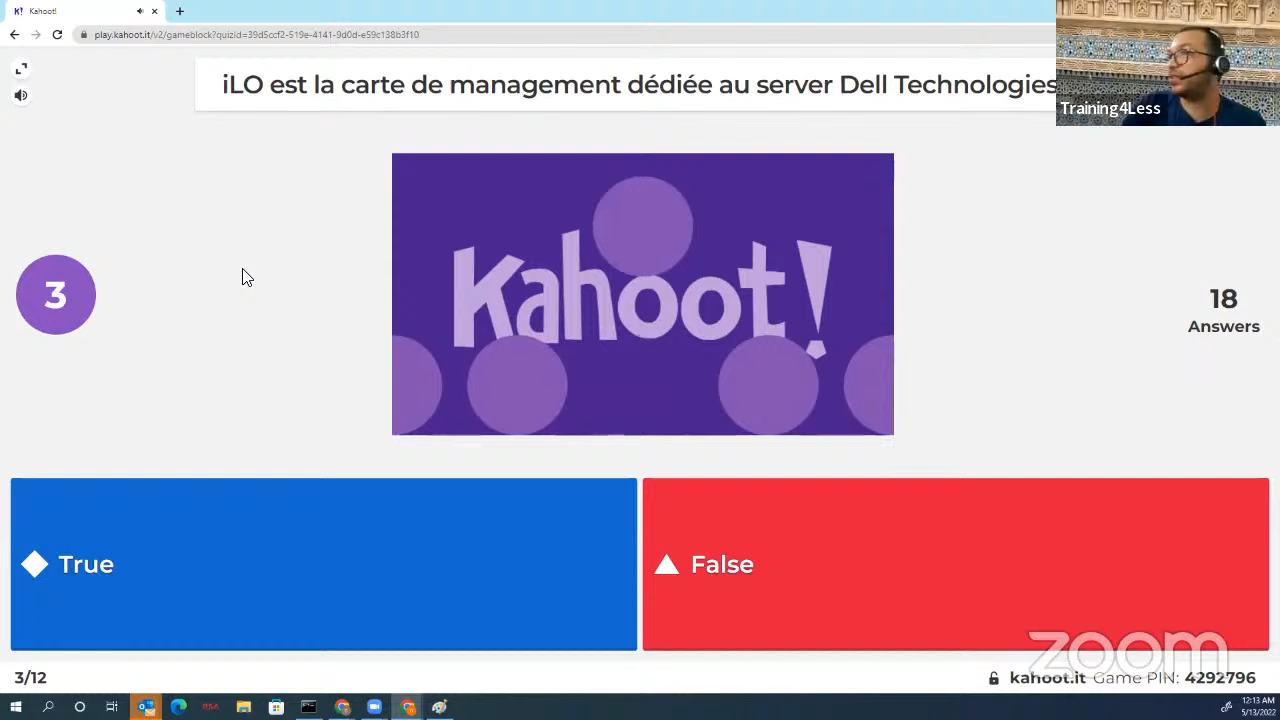 Kahoot!
play.kahoot.it/v2/gameblock?quizid=39d5ccf2-519e-4141-9d09-e59c138b3f10
iLO est la carte de management dédiée au server Dell Technologies
Training4Less
Kahoot!
3
18
Answers
True
False
zoom
3/12
kahoot.it Game PIN: 4292796
RSA
12:13 AM
5/13/2022